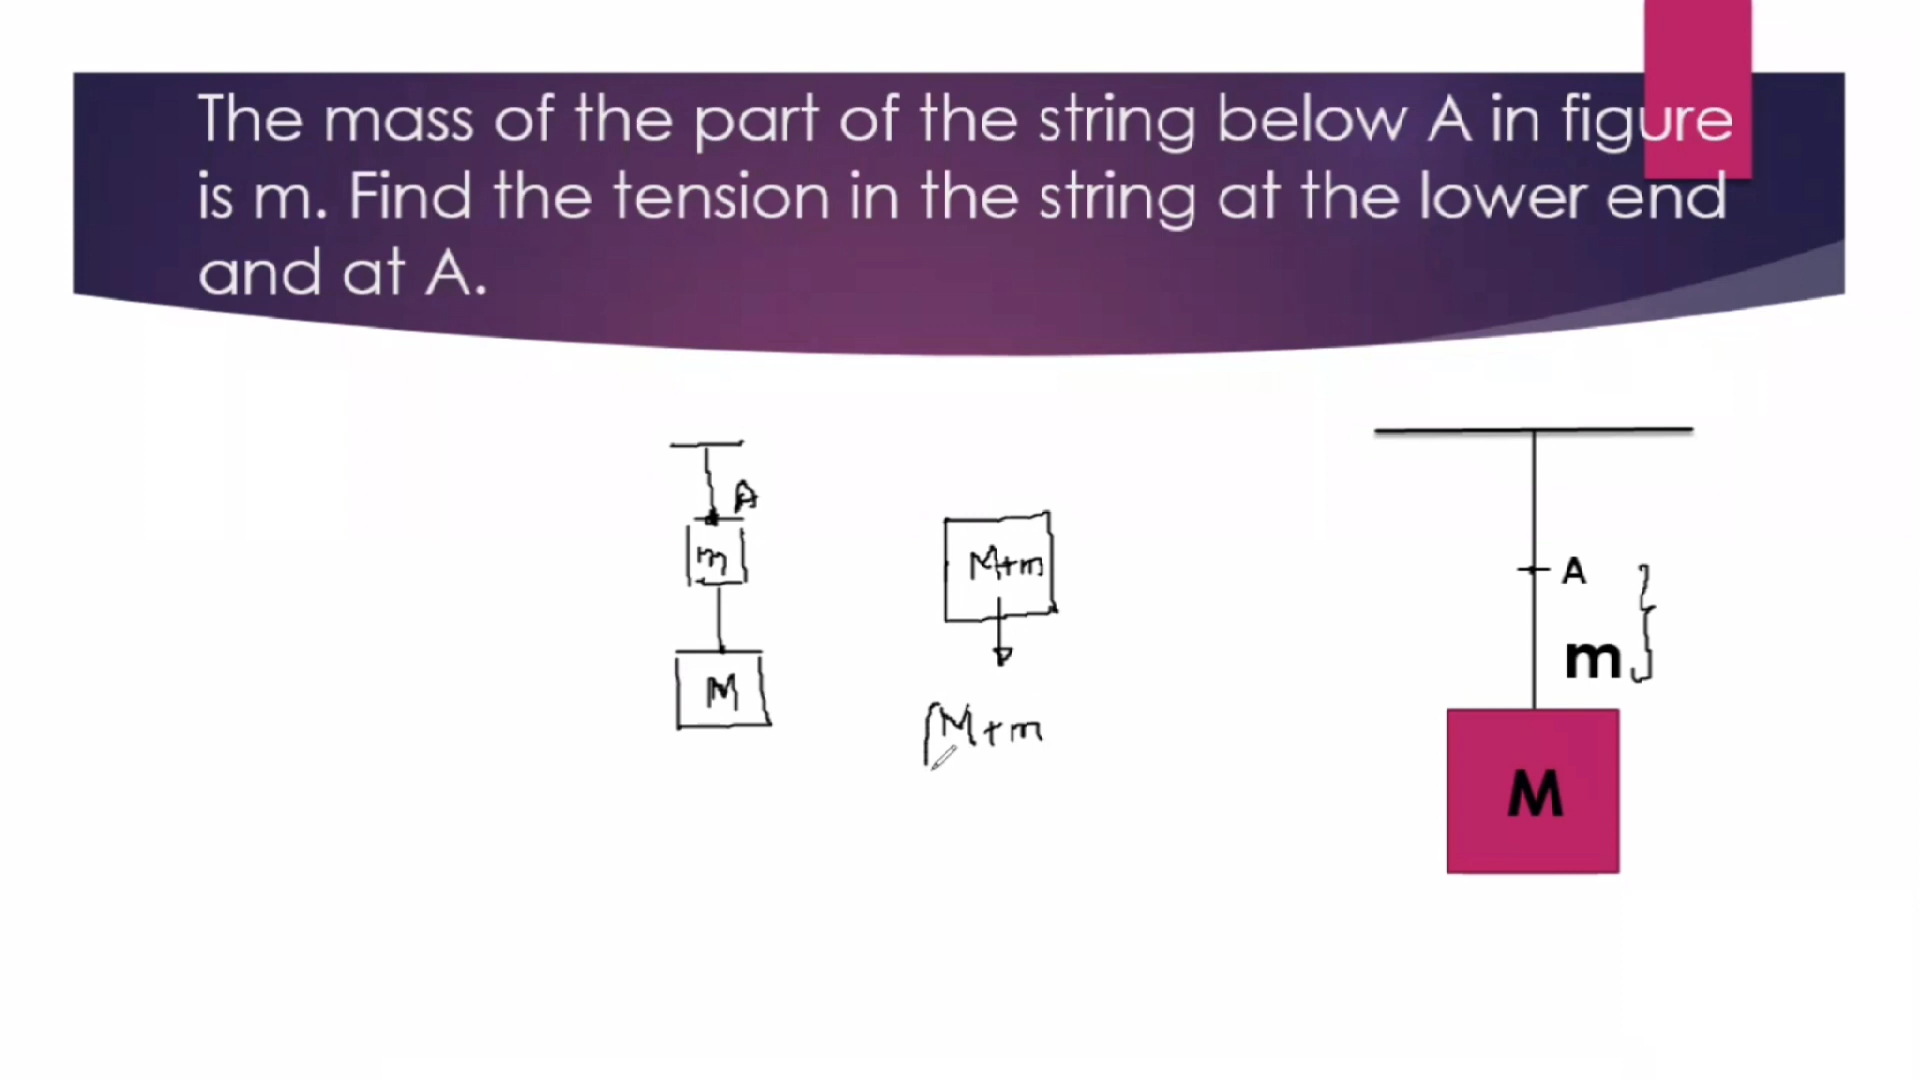 The mass of the part of the string below A in figure
is m. Find the tension in the string at the lower end
and at A.
A
m
M
M+m
M+m
A
m
M